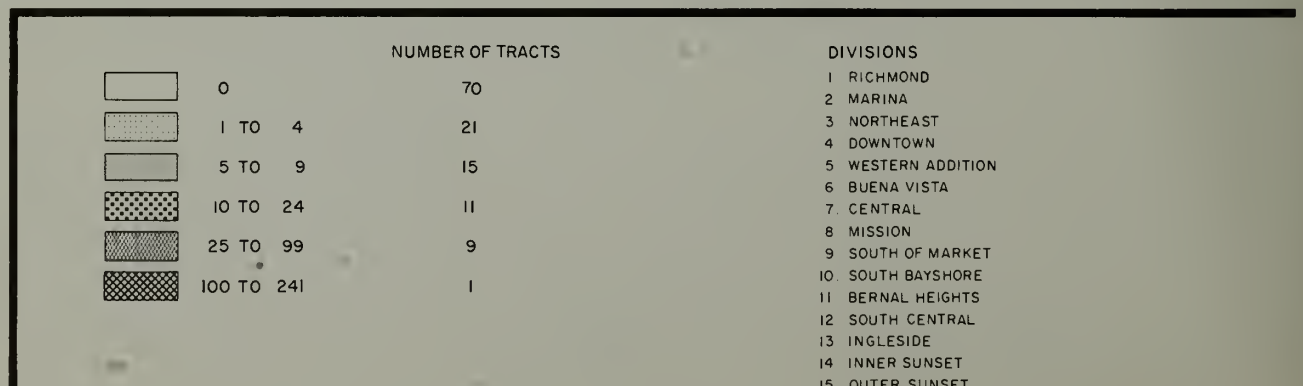 NUMBER OF TRACTS
0 70
1 TO 4 21
5 TO 9 15
10 TO 24 11
25 TO 99 9
100 TO 241 1
DIVISIONS
1 RICHMOND
2 MARINA
3 NORTHEAST
4 DOWNTOWN
5 WESTERN ADDITION
6 BUENA VISTA
7. CENTRAL
8 MISSION
9 SOUTH OF MARKET
10. SOUTH BAYSHORE
11 BERNAL HEIGHTS
12 SOUTH CENTRAL
13 INGLESIDE
14 INNER SUNSET
15 OUTER SUNSET